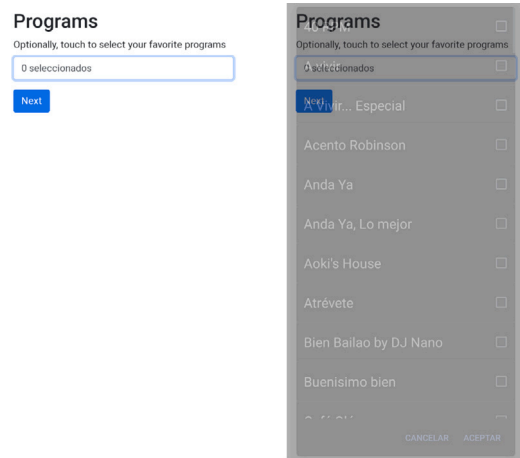 Programs
Optionally, touch to select your favorite programs
0 seleccionados
Next
Programs
Optionally, touch to select your favorite programs
0 seleccionados
A vivir
Next
A Vivir... Especial
Acento Robinson
Anda Ya
Anda Ya, Lo mejor
Aoki's House
Atrévete
Bien Bailao by DJ Nano
Buenisimo bien
CANCELAR ACEPTAR